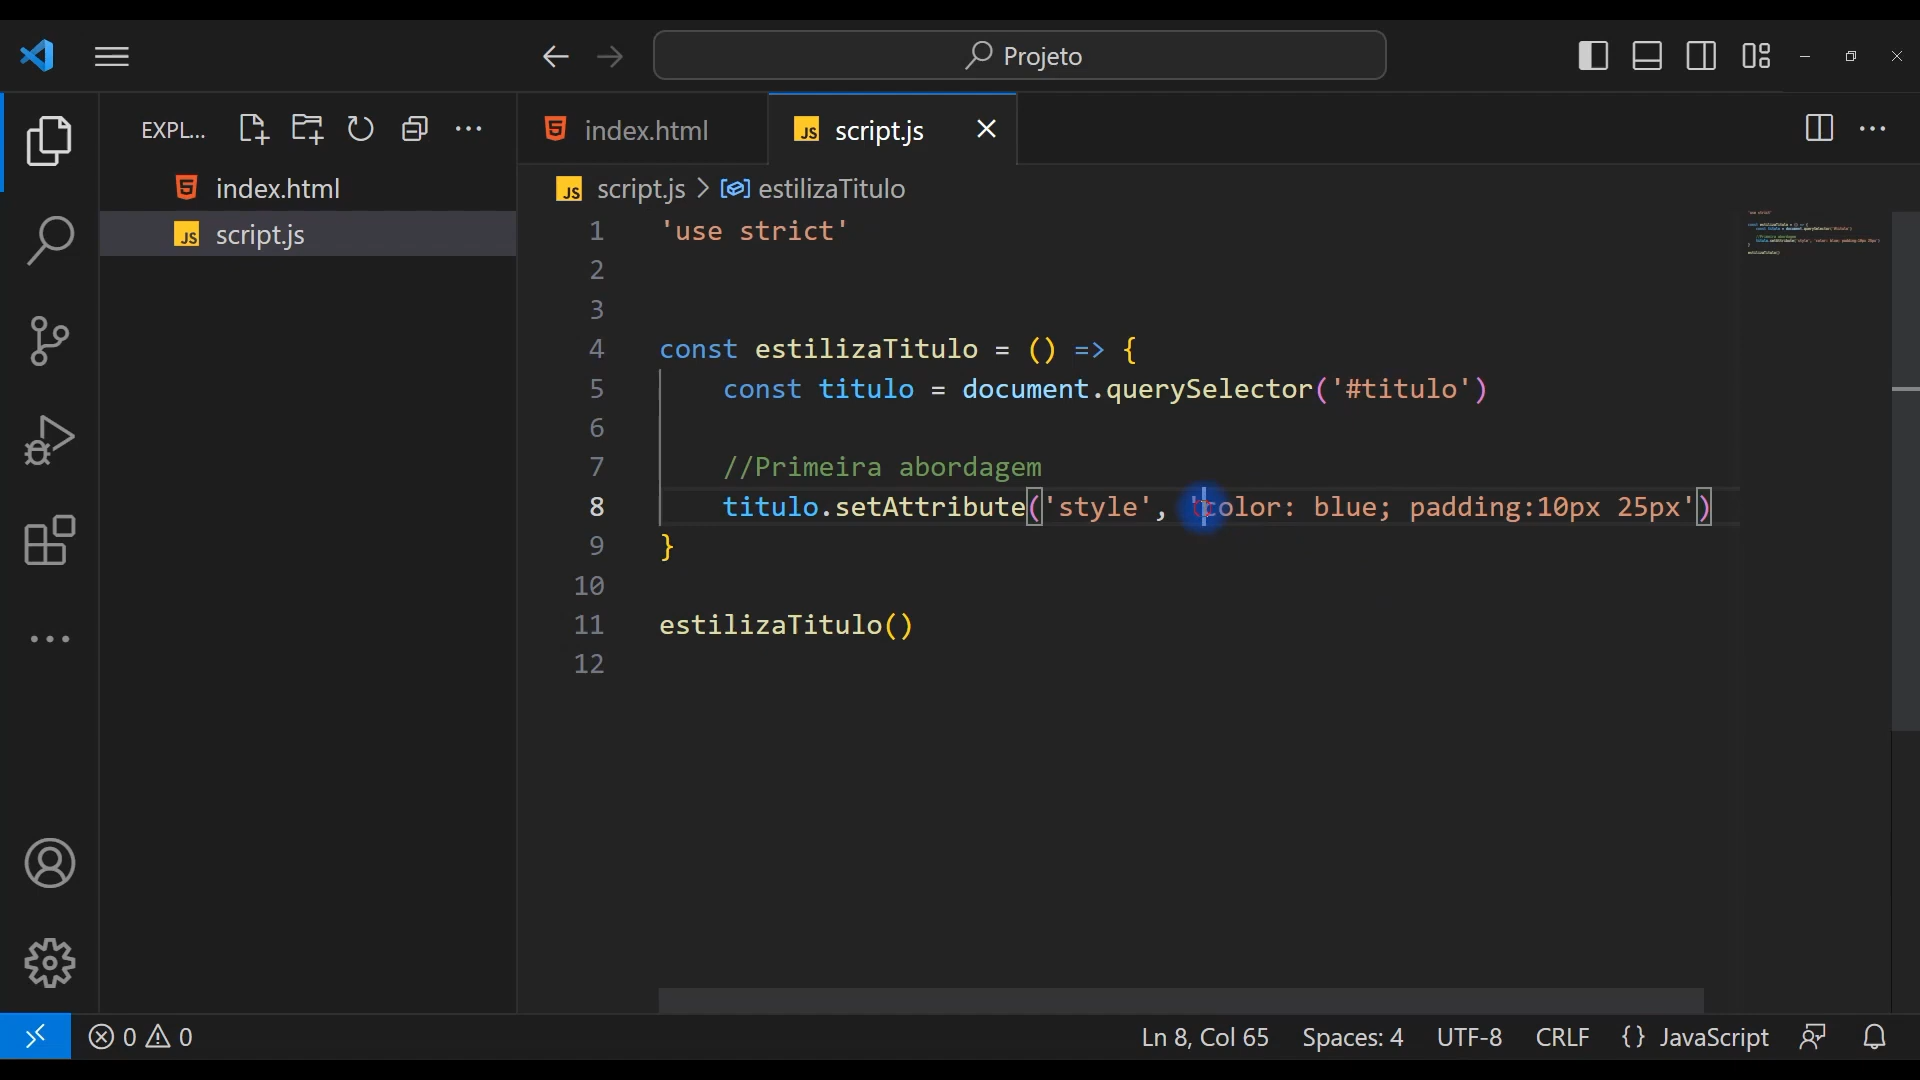 Projeto
EXPL...
index.html
script.js
index.html
script.js
script.js > estilizaTitulo
1 'use strict'
2
3
4 const estilizaTitulo = () => {
5 const titulo = document.querySelector('#titulo')
6
7 //Primeira abordagem
8 titulo.setAttribute('style', 'color: blue; padding:10px 25px')
9 }
10
11 estilizaTitulo()
12
0 0
Ln 8, Col 65
Spaces: 4
UTF-8
CRLF
{} JavaScript